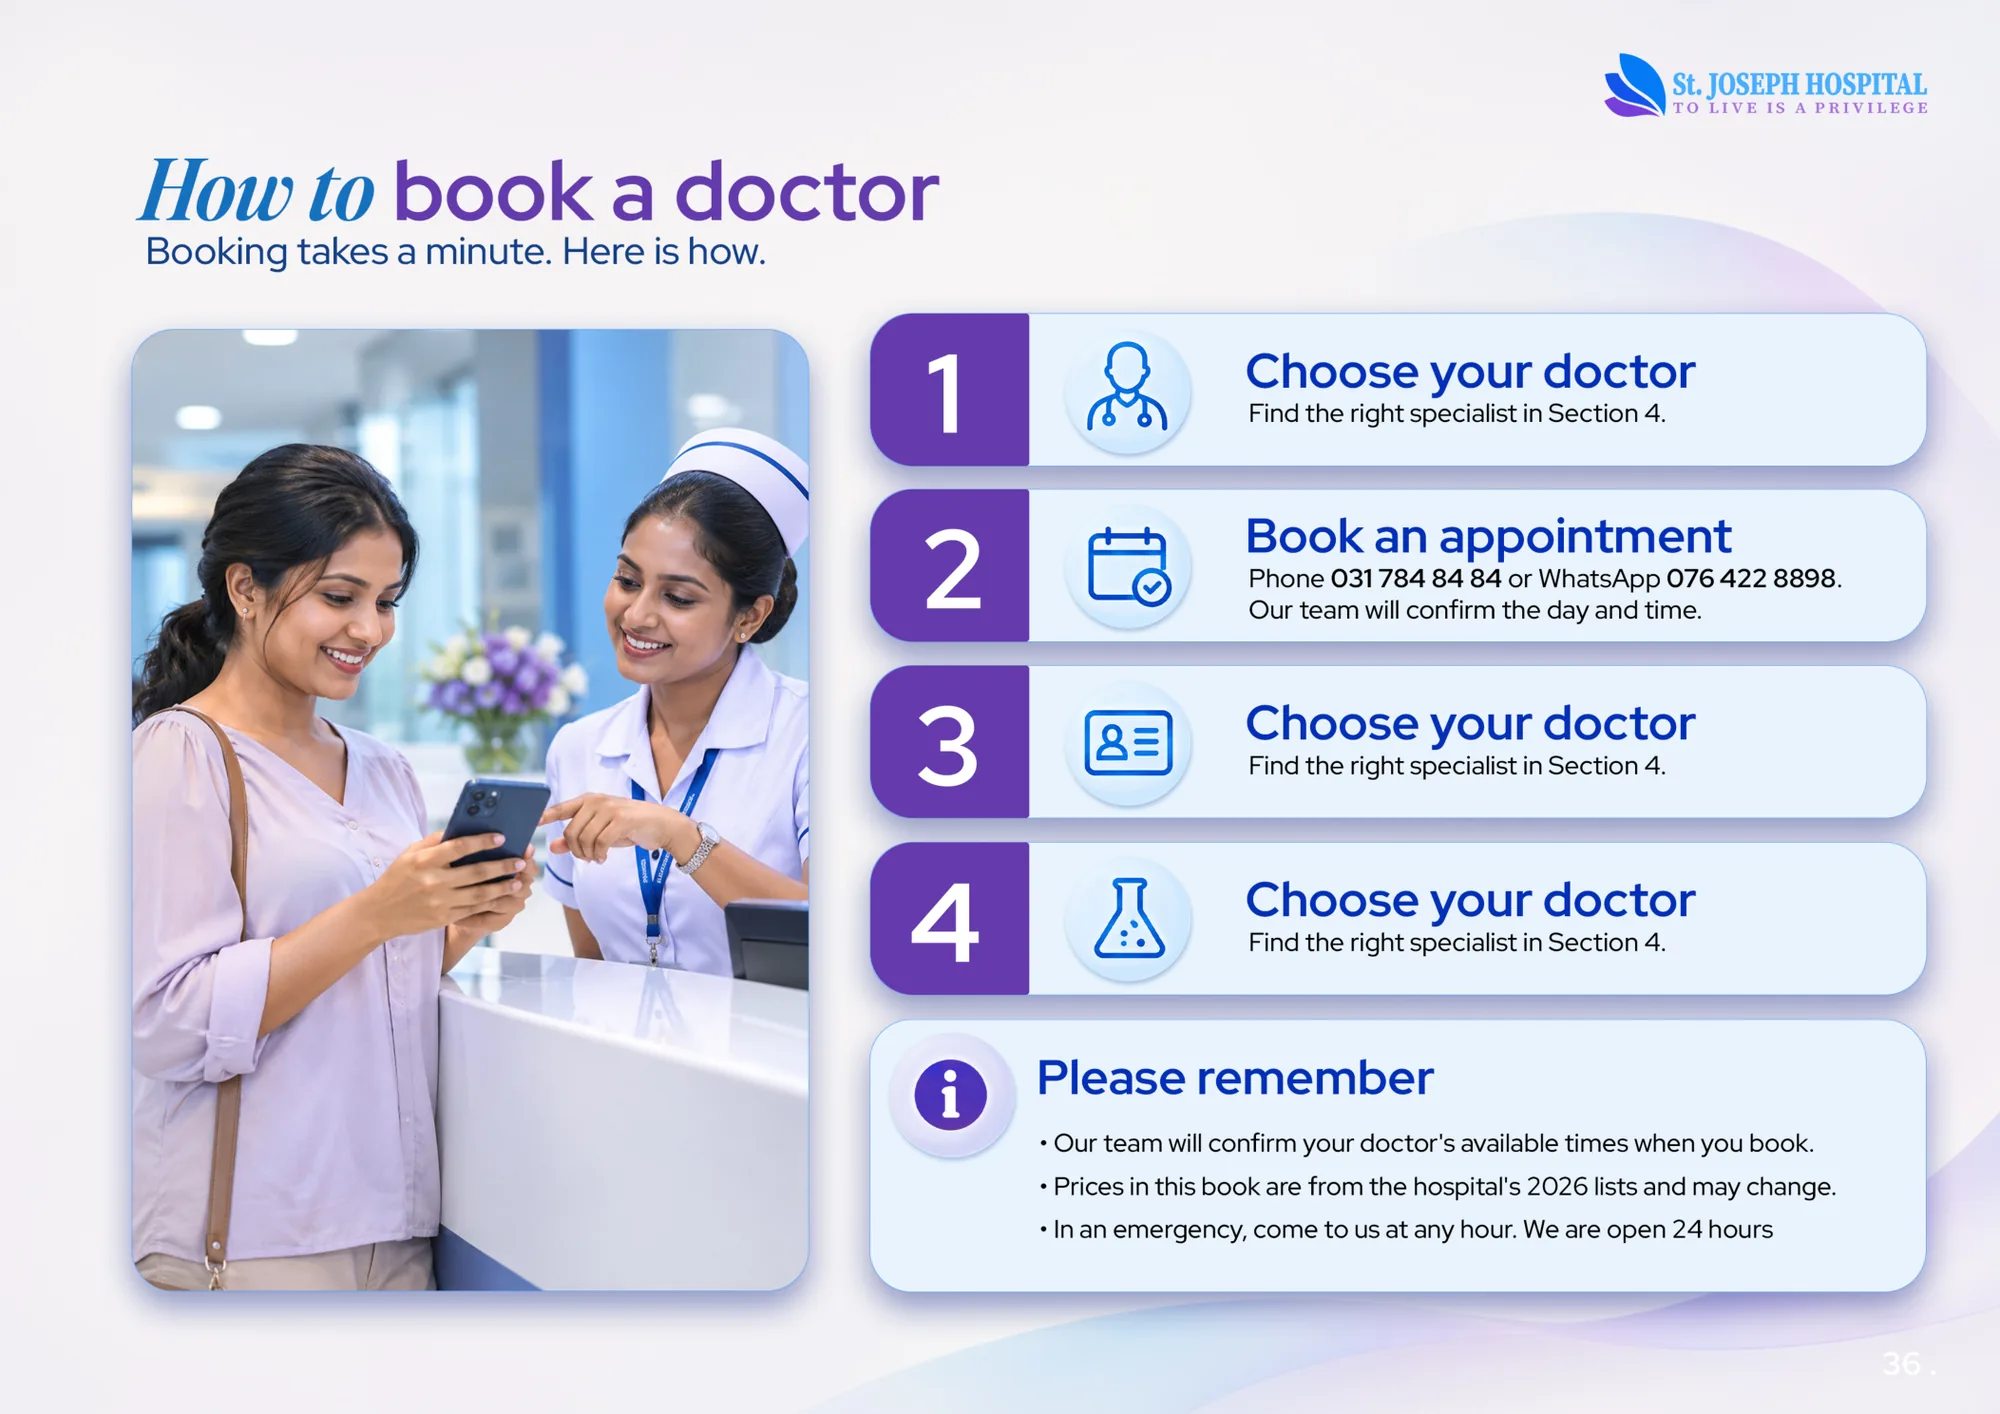 St. JOSEPH HOSPITAL
TO LIVE IS A PRIVILEGE
How to book a doctor
Booking takes a minute. Here is how.
1
Choose your doctor
Find the right specialist in Section 4.
2
Book an appointment
Phone 031 784 84 84 or WhatsApp 076 422 8898.
Our team will confirm the day and time.
3
Choose your doctor
Find the right specialist in Section 4.
4
Choose your doctor
Find the right specialist in Section 4.
i
Please remember
• Our team will confirm your doctor's available times when you book.
• Prices in this book are from the hospital's 2026 lists and may change.
• In an emergency, come to us at any hour. We are open 24 hours
36 .